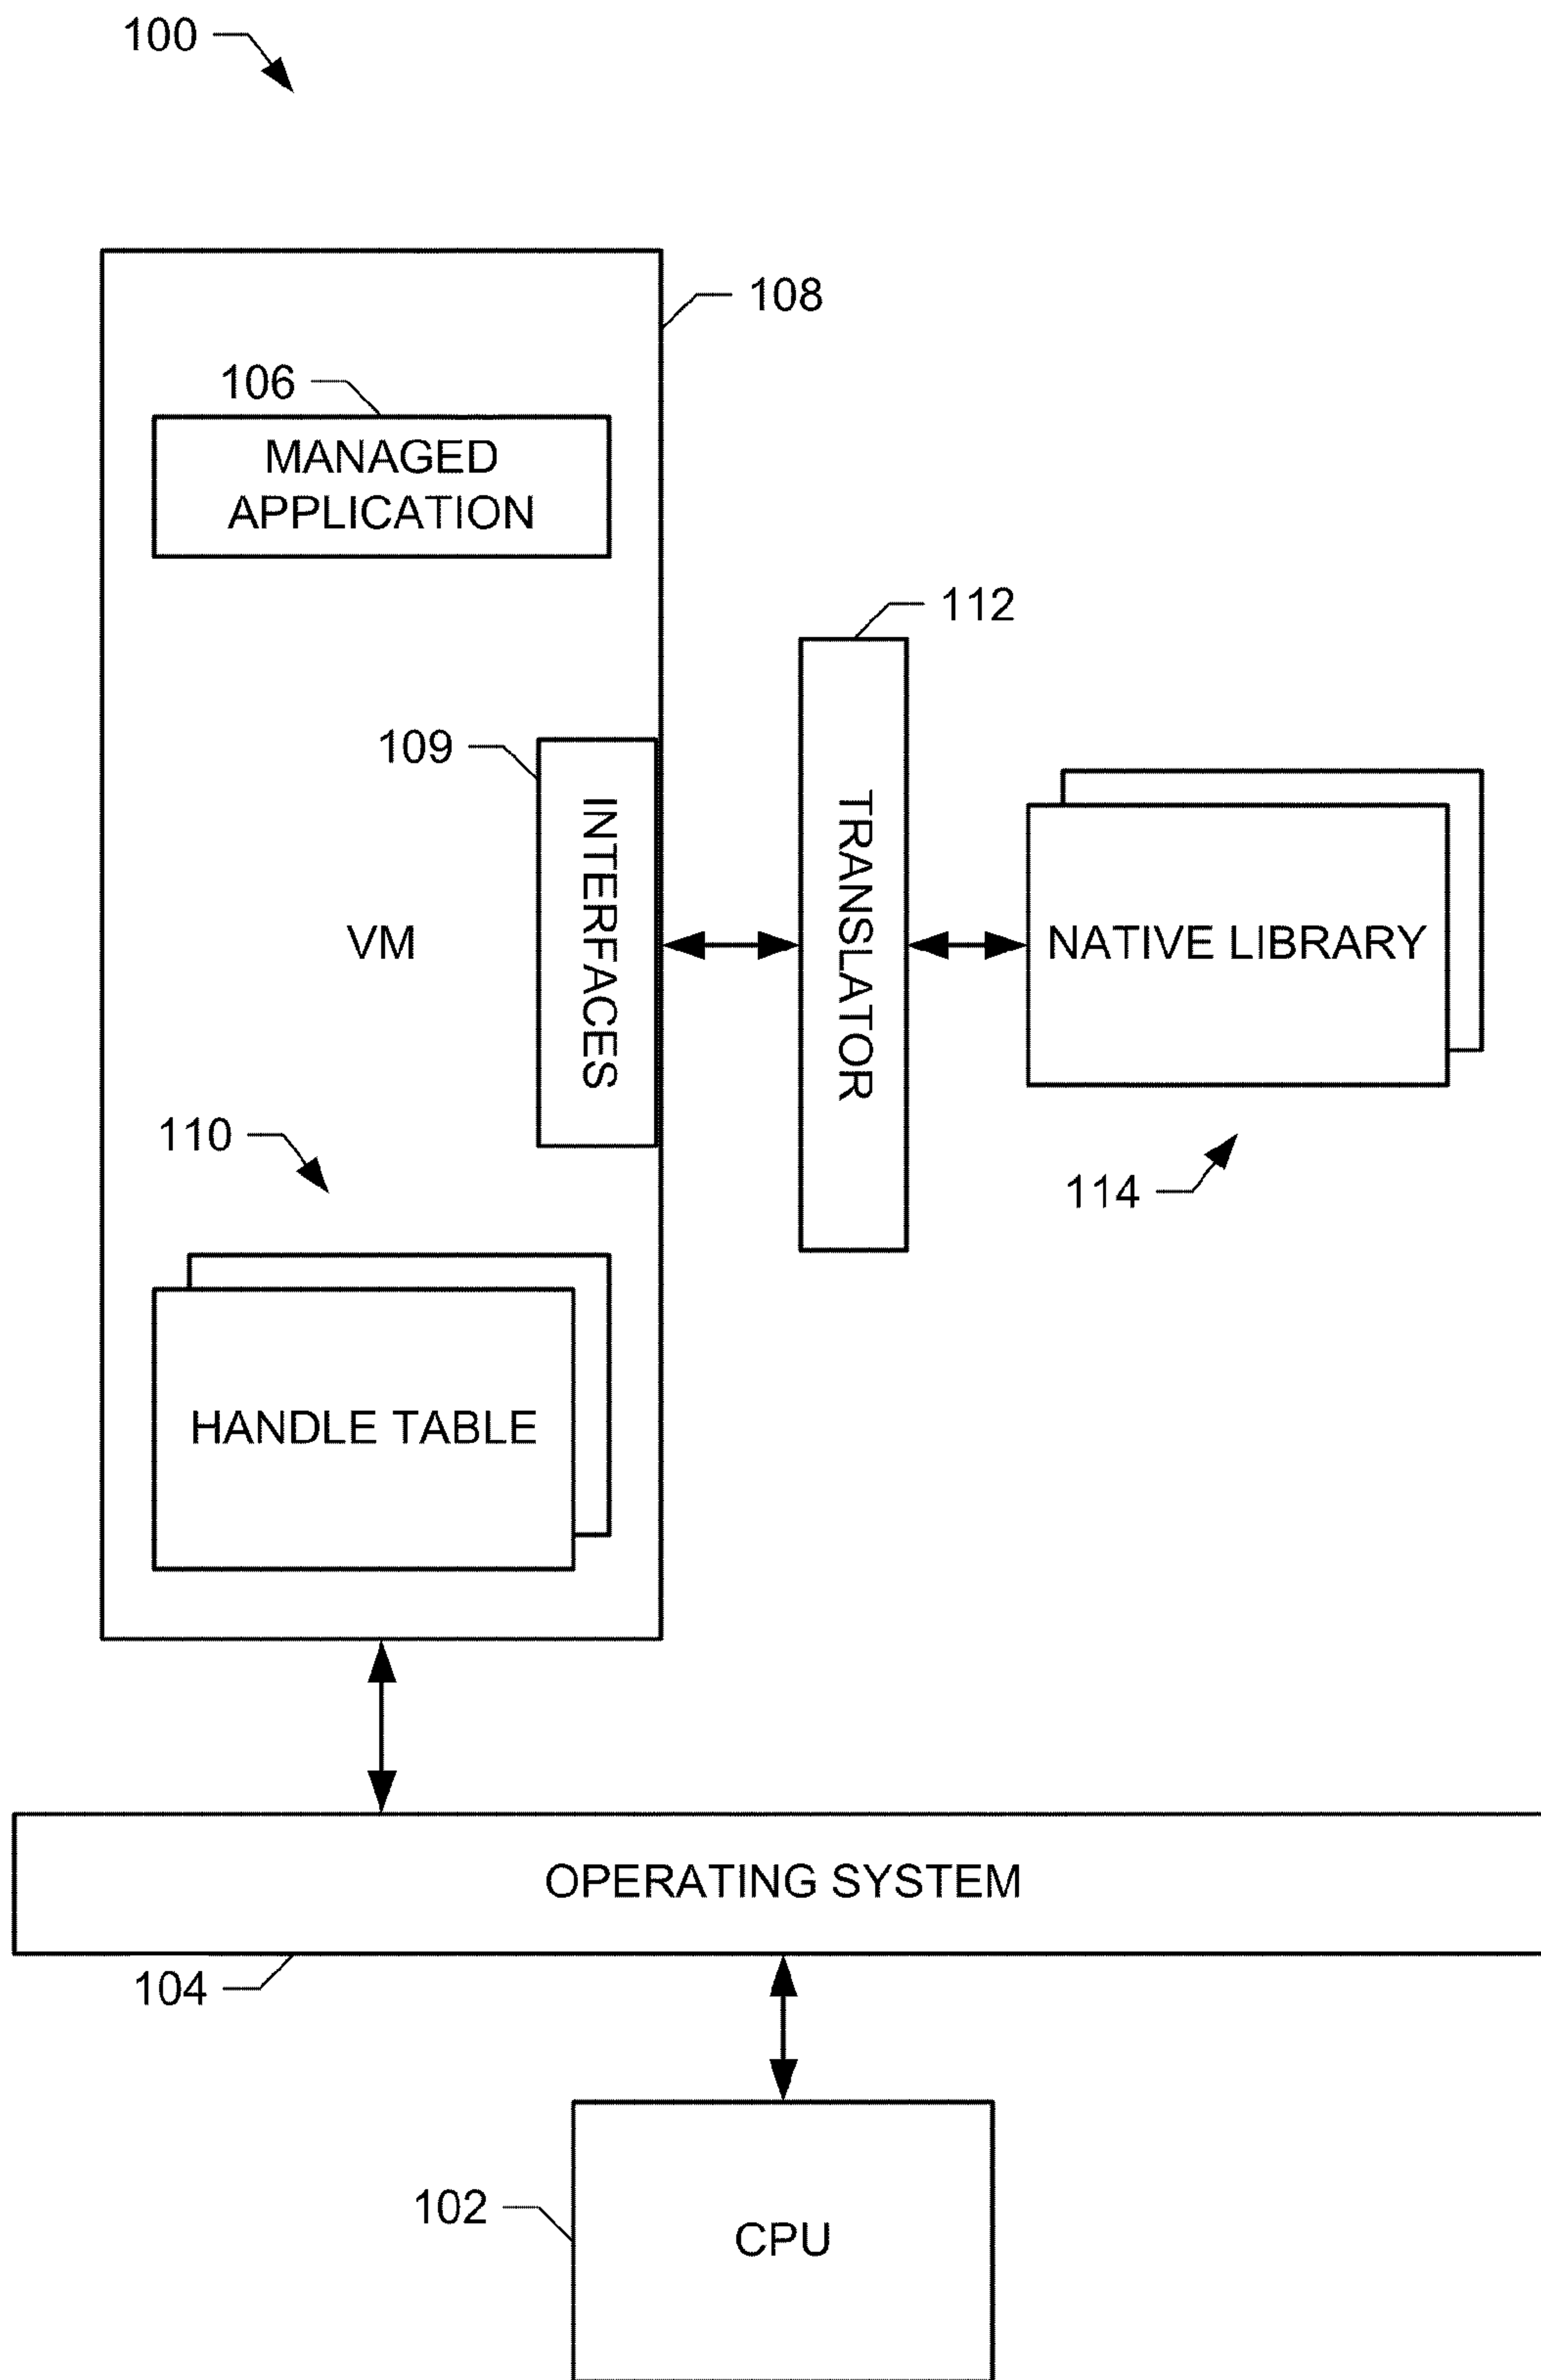 100
108
106
MANAGED
APPLICATION
112
109
INTERFACES
TRANSLATOR
VM
NATIVE LIBRARY
110
114
HANDLE TABLE
OPERATING SYSTEM
104
102
CPU